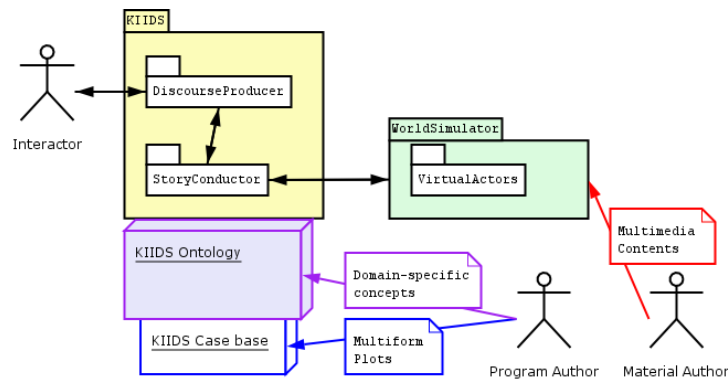 KIIDS
DiscourseProducer
Interactor
WorldSimulator
StoryConductor
VirtualActors
Multimedia
Contents
KIIDS Ontology
Domain-specific
concepts
KIIDS Case base
Multiform
Plots
Program Author
Material Author